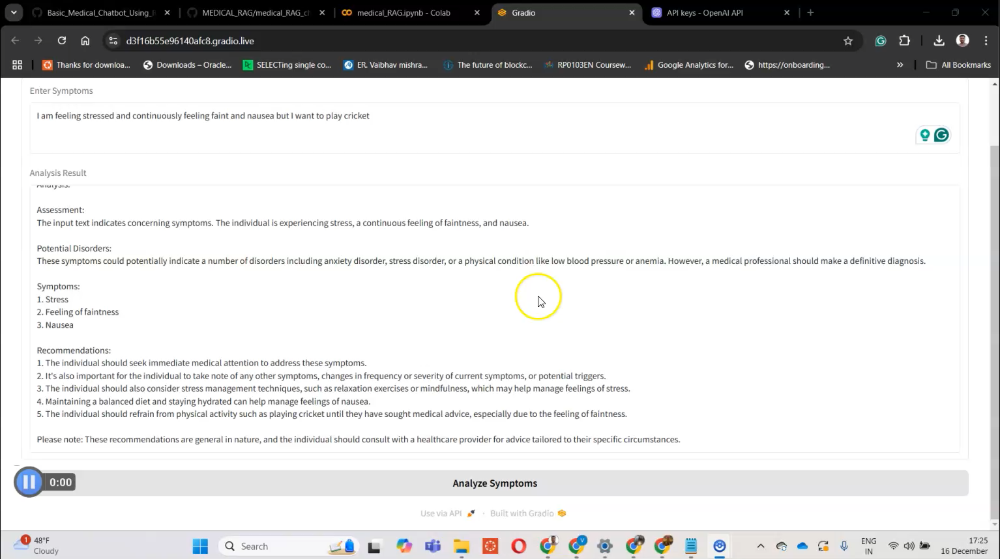 Basic_Medical_Chatbot_Using_
MEDICAL_RAG/medical_RAG_c
medical_RAG.ipynb - Colab
Gradio
API keys - OpenAI API
d3f16b55e96140afc8.gradio.live
Thanks for downloa...
Downloads – Oracle...
SELECTing single co...
ER. Vaibhav mishra...
The future of blockc...
RP0103EN Coursew...
Google Analytics for...
https://onboarding...
All Bookmarks
Enter Symptoms
I am feeling stressed and continuously feeling faint and nausea but I want to play cricket
Analysis Result
Analysis:
Assessment:
The input text indicates concerning symptoms. The individual is experiencing stress, a continuous feeling of faintness, and nausea.
Potential Disorders:
These symptoms could potentially indicate a number of disorders including anxiety disorder, stress disorder, or a physical condition like low blood pressure or anemia. However, a medical professional should make a definitive diagnosis.
Symptoms:
1. Stress
2. Feeling of faintness
3. Nausea
Recommendations:
1. The individual should seek immediate medical attention to address these symptoms.
2. It's also important for the individual to take note of any other symptoms, changes in frequency or severity of current symptoms, or potential triggers.
3. The individual should also consider stress management techniques, such as relaxation exercises or mindfulness, which may help manage feelings of stress.
4. Maintaining a balanced diet and staying hydrated can help manage feelings of nausea.
5. The individual should refrain from physical activity such as playing cricket until they have sought medical advice, especially due to the feeling of faintness.
Please note: These recommendations are general in nature, and the individual should consult with a healthcare provider for advice tailored to their specific circumstances.
0:00
Analyze Symptoms
Use via API · Built with Gradio
1
48°F
Cloudy
Search
ENG
IN
17:25
16 December